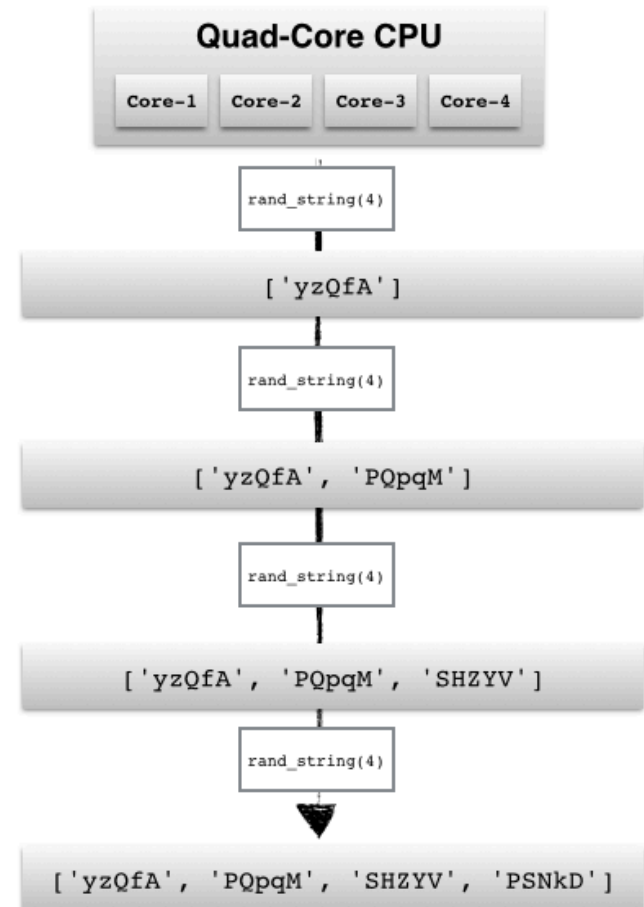 Quad-Core CPU
Core-1 Core-2 Core-3 Core-4
rand_string(4)
['yzQfA']
rand_string(4)
['yzQfA', 'PQpqM']
rand_string(4)
['yzQfA', 'PQpqM', 'SHZYV']
rand_string(4)
['yzQfA', 'PQpqM', 'SHZYV', 'PSNkD']